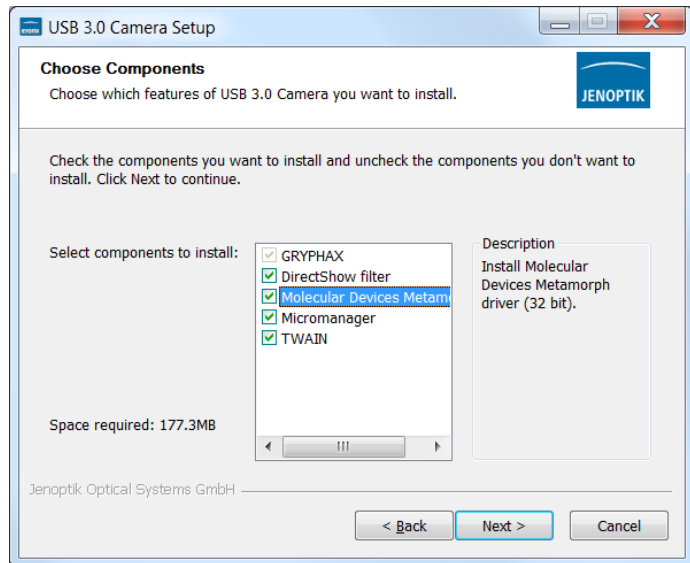 USB 3.0 Camera Setup
Choose Components
Choose which features of USB 3.0 Camera you want to install.
JENOPTIK
Check the components you want to install and uncheck the components you don't want to
install. Click Next to continue.
Select components to install:
GRYPHAX
DirectShow filter
Molecular Devices Metam
Micromanager
TWAIN
Description
Install Molecular
Devices Metamorph
driver (32 bit).
Space required: 177.3MB
Jenoptik Optical Systems GmbH
< Back
Next >
Cancel